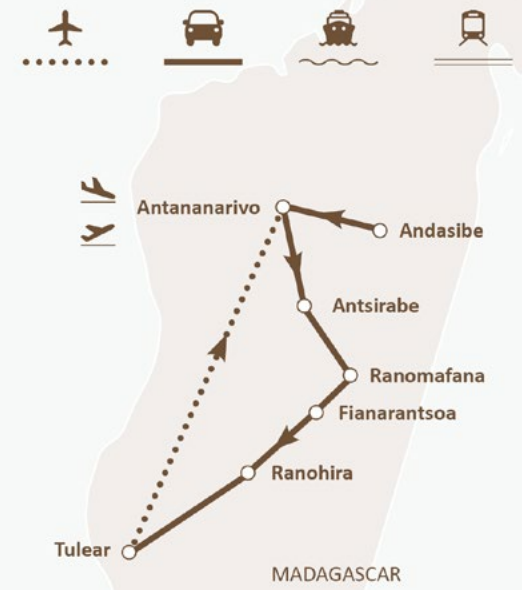 Antananarivo
Andasibe
Antsirabe
Ranomafana
Fianarantsoa
Ranohira
Tulear
MADAGASCAR